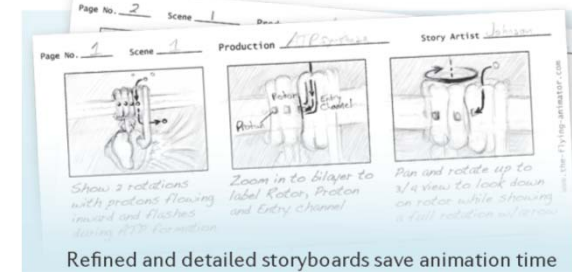 Page No. 2 Scene 1
Page No. 1 Scene 1 Production ATP Synthase Story Artist Johnson
Proton
Entry
Channel
Proton
Show 2 rotations
with protons flowing
inward and flashes
during ATP formation
Zoom in to bilayer to
label Rotor, Proton
and Entry channel
Pan and rotate up to
3/4 view to look down
on rotor while showing
a full rotation w/arrow
www.the-flying-animator.com
Refined and detailed storyboards save animation time